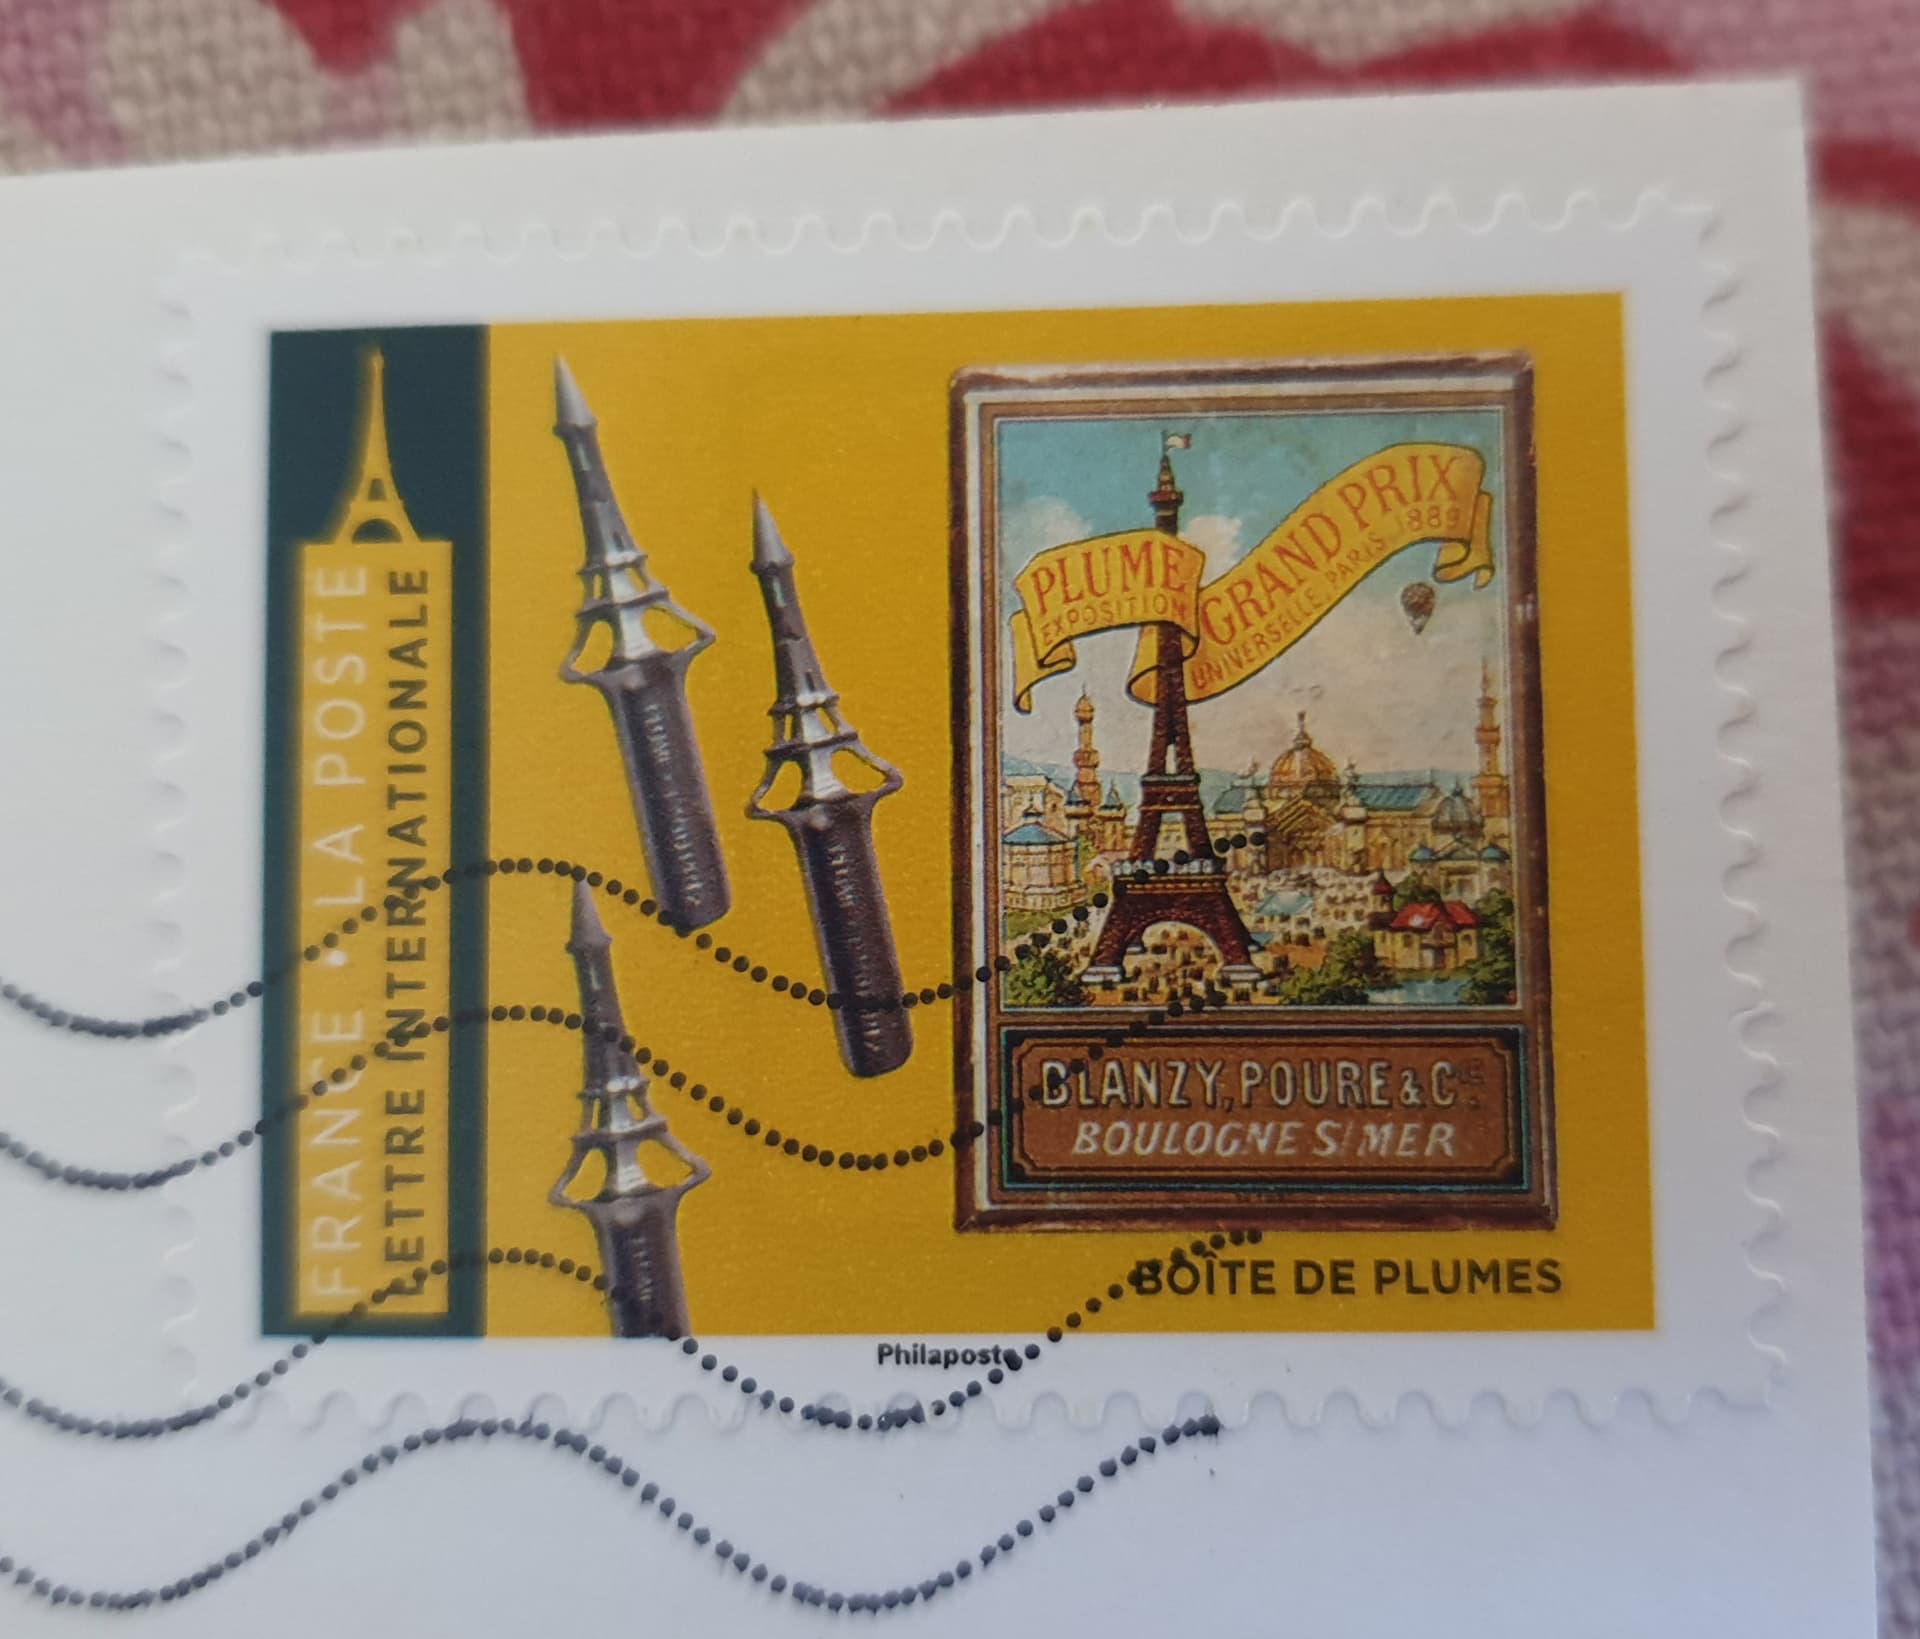 FRANCE • LA POSTE
LETTRE INTERNATIONALE
PLUME GRAND PRIX
EXPOSITION UNIVERSELLE, PARIS 1889
BLANZY, POURE & CIE
BOULOGNE S/MER
BOÎTE DE PLUMES
Philaposte